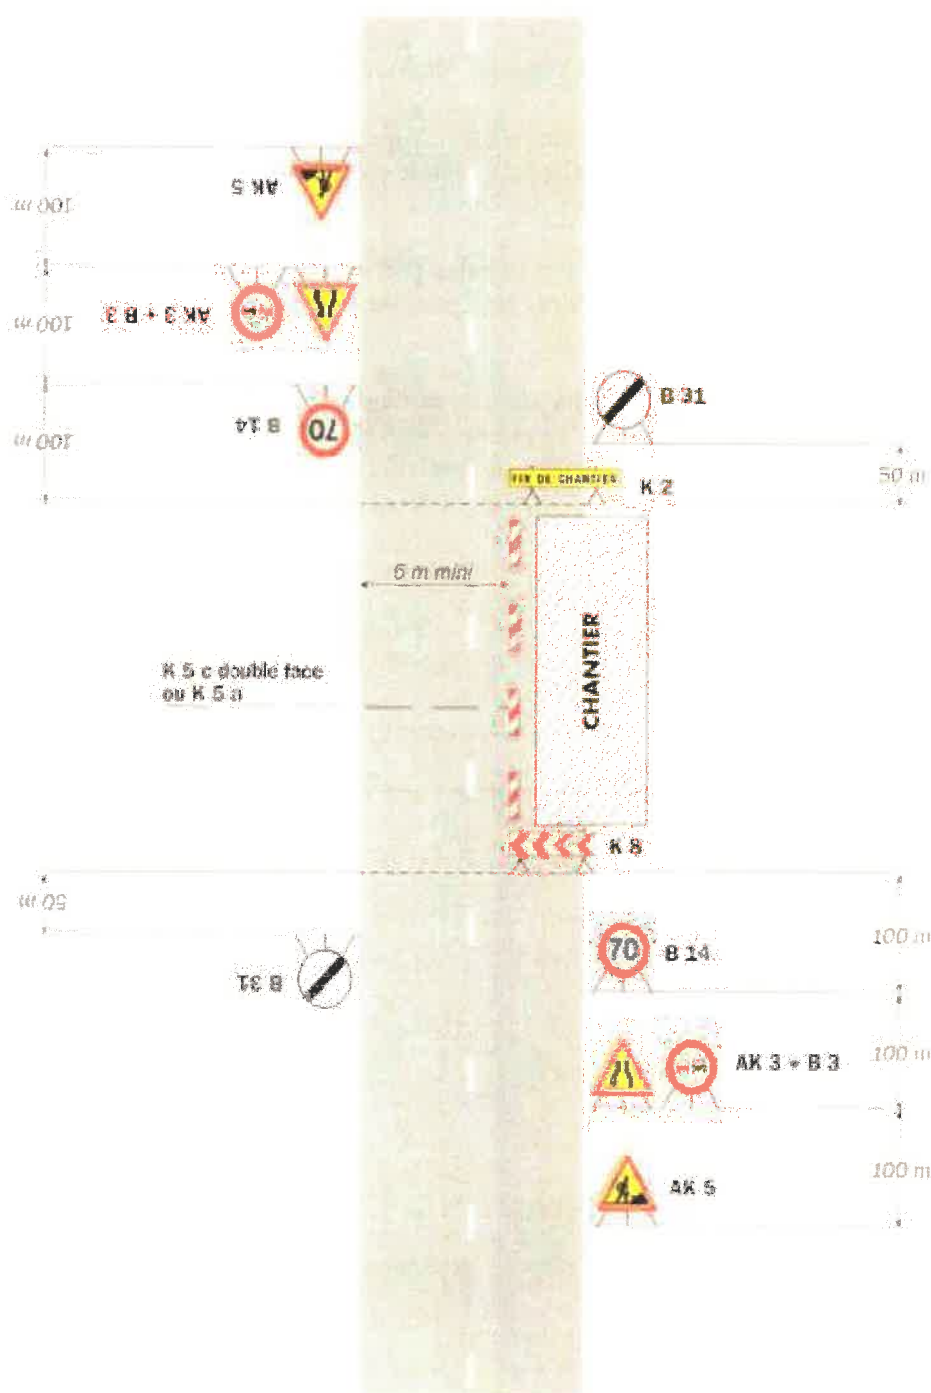 AK 5
100 m
AK 3 + B 3
100 m
B 14
70
100 m
B 31
FIN DE CHANTIER
K 2
50 m
6 m mini
CHANTIER
K 5 c double face
ou K 5 a
K 8
50 m
B 31
70
B 14
100 m
AK 3 + B 3
100 m
AK 5
100 m